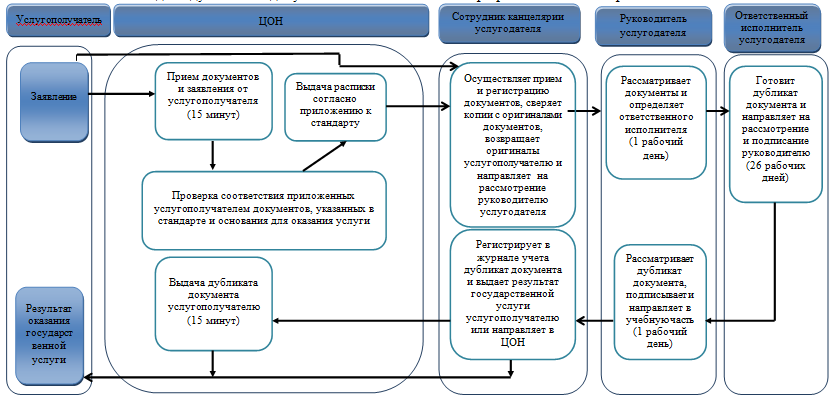 Услугополучатель
ЦОН
Сотрудник канцелярии
услугодателя
Руководитель
услугодателя
Ответственный
исполнитель
услугодателя
Заявление
Прием документов
и заявления от
услугополучателя
(15 минут)
Выдача расписки
согласно
приложению к
стандарту
Проверка соответствия приложенных
услугополучателем документов, указанных в
стандарте и основания для оказания услуги
Осуществляет прием
и регистрацию
документов, сверяет
копии с оригиналами
документов,
возвращает
оригиналы
услугополучателю и
направляет на
рассмотрение
руководителю
услугодателя
Рассматривает
документы и
определяет
ответственного
исполнителя
(1 рабочий
день)
Готовит
дубликат
документа и
направляет на
рассмотрение
и подписание
руководителю
(26 рабочих
дней)
Результат
оказания
государст
венной
услуги
Выдача дубликата
документа
услугополучателю
(15 минут)
Регистрирует в
журнале учета
дубликат документа
и выдает результат
государственной
услуги
услугополучателю
или направляет в
ЦОН
Рассматривает
дубликат
документа,
подписываети
направляет в
учебнуючасть
(1 рабочий
день)